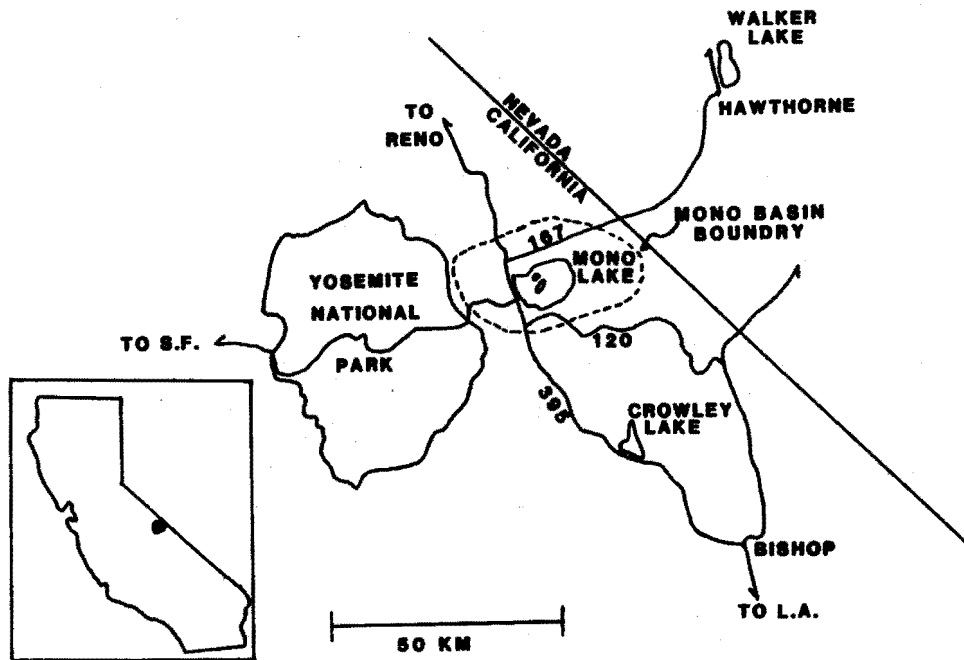 WALKER
LAKE
HAWTHORNE
TO
RENO
NEVADA
CALIFORNIA
MONO BASIN
BOUNDRY
167
MONO
LAKE
YOSEMITE
NATIONAL
PARK
TO S.F.
120
395
CROWLEY
LAKE
BISHOP
TO L.A.
50 KM